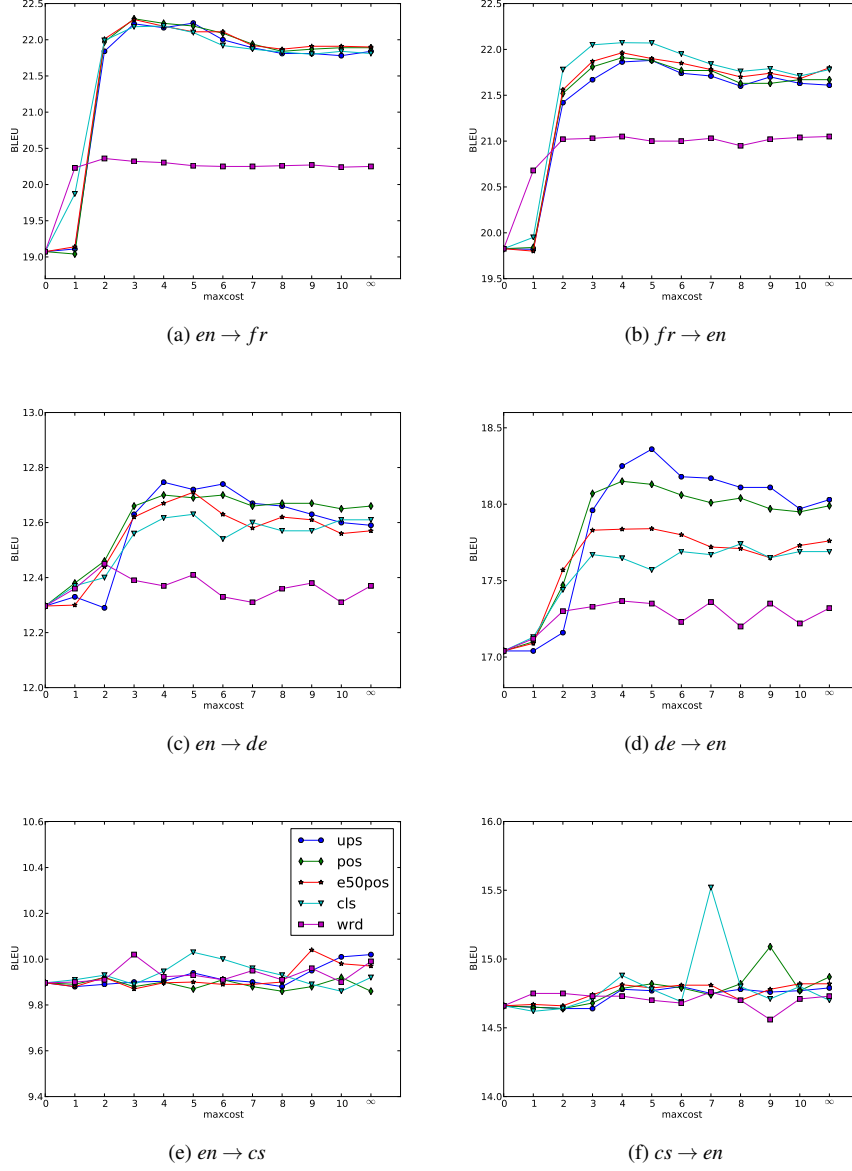 22.5
22.0
21.5
21.0
20.5
20.0
19.5
19.0
BLEU
0 1 2 3 4 5 6 7 8 9 10 ∞
maxcost
(a) en → fr
22.5
22.0
21.5
21.0
20.5
20.0
19.5
BLEU
0 1 2 3 4 5 6 7 8 9 10 ∞
maxcost
(b) fr → en
13.0
12.8
12.6
12.4
12.2
12.0
BLEU
0 1 2 3 4 5 6 7 8 9 10 ∞
maxcost
(c) en → de
18.5
18.0
17.5
17.0
BLEU
0 1 2 3 4 5 6 7 8 9 10 ∞
maxcost
(d) de → en
10.6
10.4
10.2
10.0
9.8
9.6
9.4
BLEU
ups
pos
e50pos
cls
wrd
0 1 2 3 4 5 6 7 8 9 10 ∞
maxcost
(e) en → cs
16.0
15.5
15.0
14.5
14.0
BLEU
0 1 2 3 4 5 6 7 8 9 10 ∞
maxcost
(f) cs → en